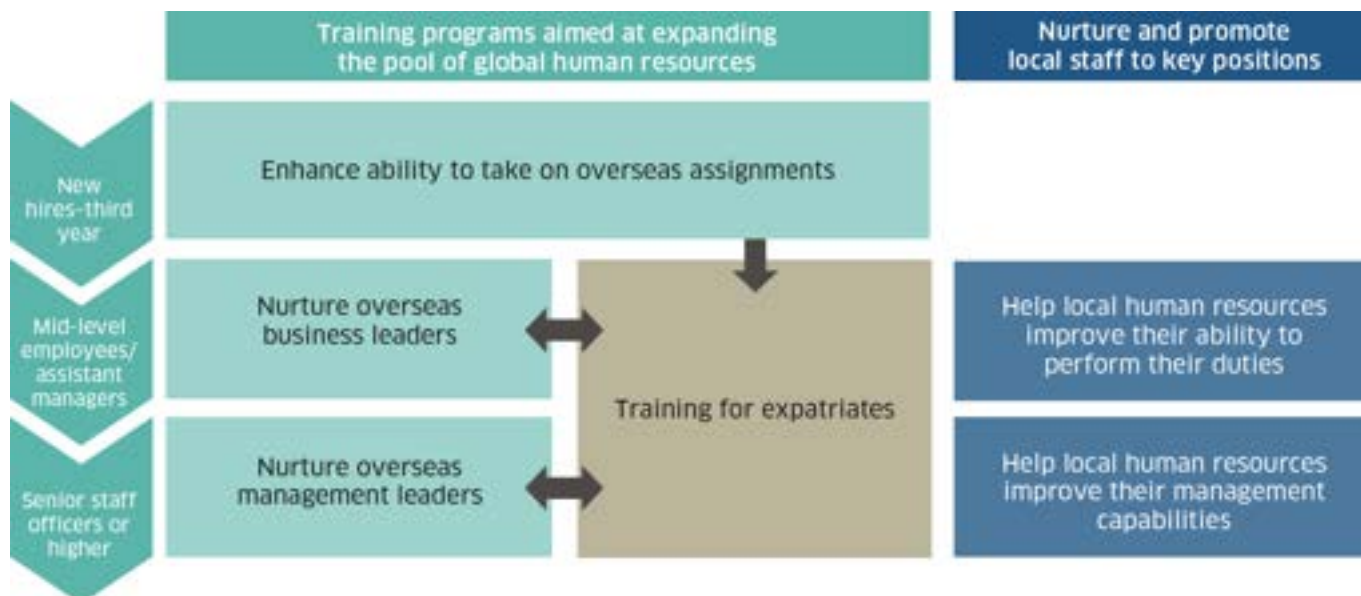 Training programs aimed at expanding
the pool of global human resources
Nurture and promote
local staff to key positions
New
hires-third
year
Enhance ability to take on overseas assignments
Mid-level
employees/
assistant
managers
Nurture overseas
business leaders
Training for expatriates
Help local human resources
improve their ability to
perform their duties
Senior staff
officers or
higher
Nurture overseas
management leaders
Help local human resources
improve their management
capabilities